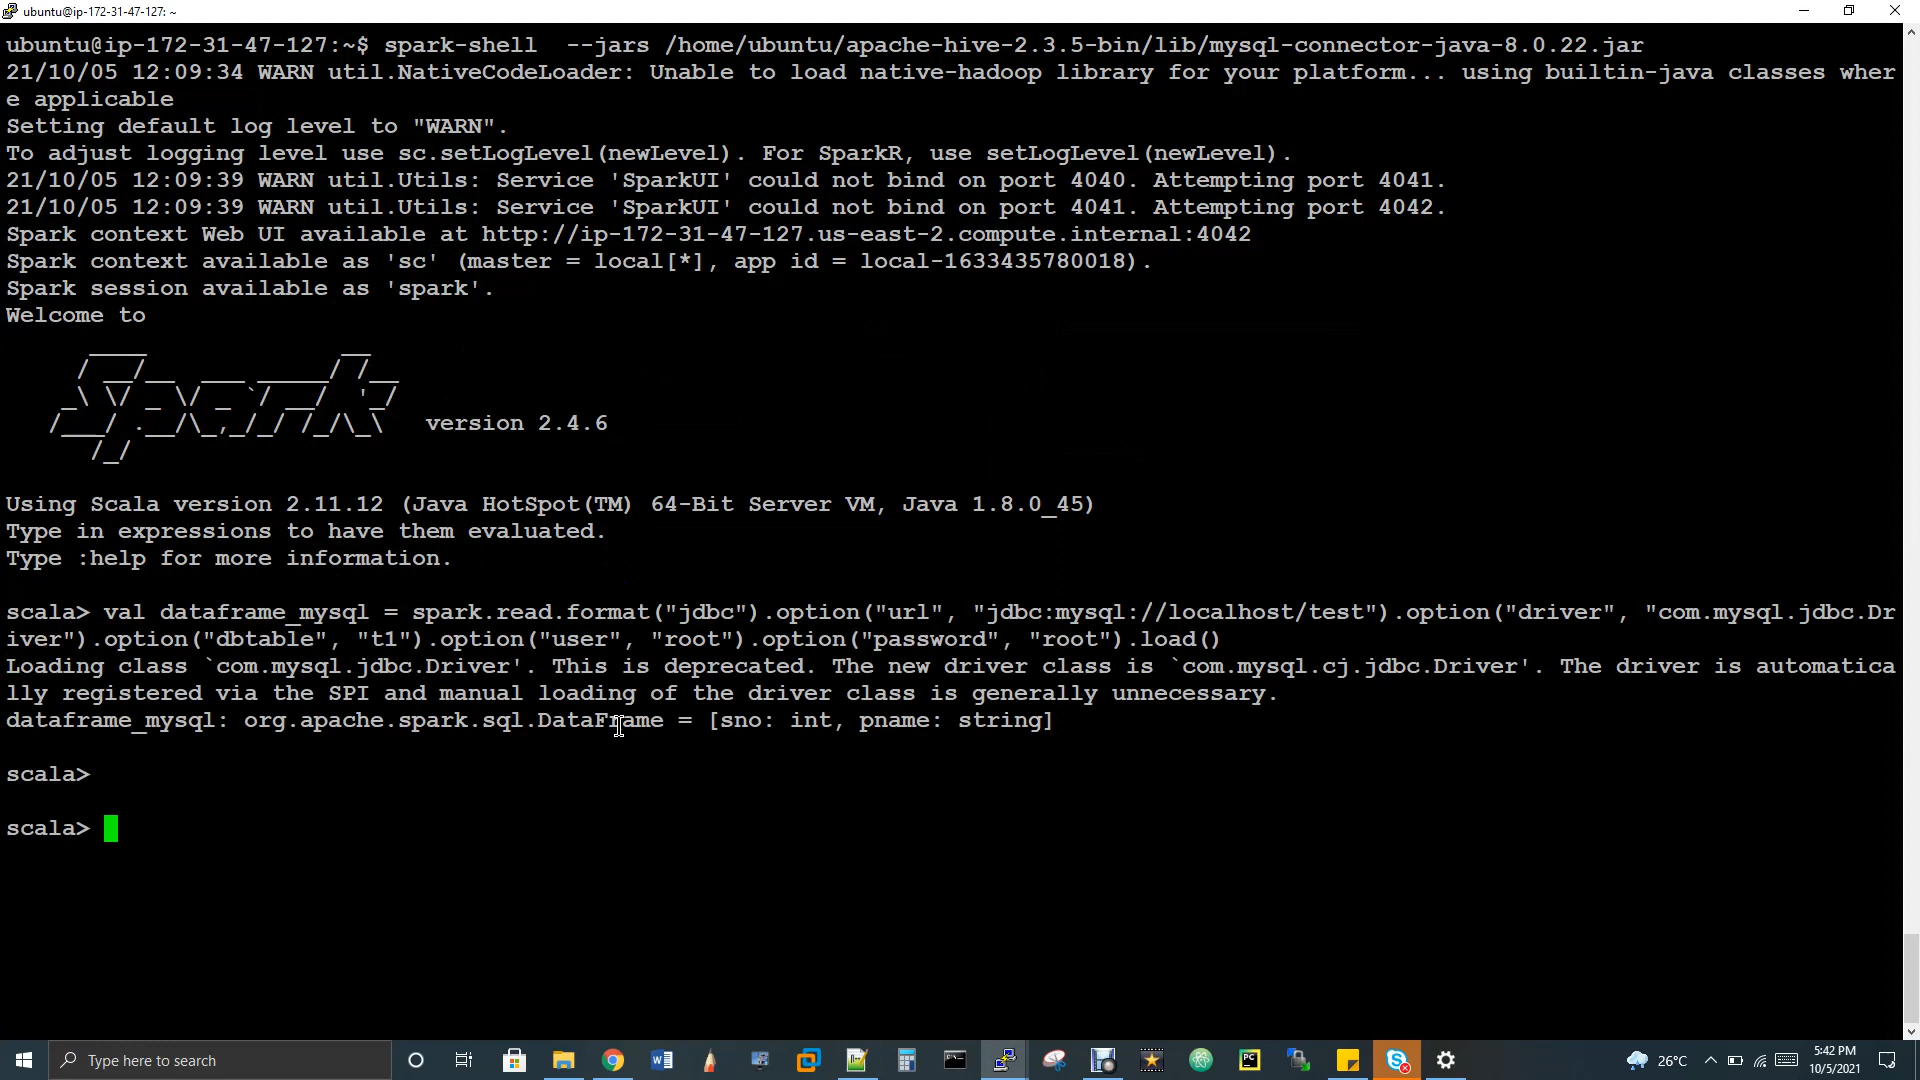 ubuntu@ip-172-31-47-127: ~
ubuntu@ip-172-31-47-127:~$ spark-shell  --jars /home/ubuntu/apache-hive-2.3.5-bin/lib/mysql-connector-java-8.0.22.jar
21/10/05 12:09:34 WARN util.NativeCodeLoader: Unable to load native-hadoop library for your platform... using builtin-java classes wher
e applicable
Setting default log level to "WARN".
To adjust logging level use sc.setLogLevel(newLevel). For SparkR, use setLogLevel(newLevel).
21/10/05 12:09:39 WARN util.Utils: Service 'SparkUI' could not bind on port 4040. Attempting port 4041.
21/10/05 12:09:39 WARN util.Utils: Service 'SparkUI' could not bind on port 4041. Attempting port 4042.
Spark context Web UI available at http://ip-172-31-47-127.us-east-2.compute.internal:4042
Spark context available as 'sc' (master = local[*], app id = local-1633435780018).
Spark session available as 'spark'.
Welcome to
Spark
version 2.4.6
Using Scala version 2.11.12 (Java HotSpot(TM) 64-Bit Server VM, Java 1.8.0_45)
Type in expressions to have them evaluated.
Type :help for more information.
scala> val dataframe_mysql = spark.read.format("jdbc").option("url", "jdbc:mysql://localhost/test").option("driver", "com.mysql.jdbc.Dr
iver").option("dbtable", "t1").option("user", "root").option("password", "root").load()
Loading class `com.mysql.jdbc.Driver'. This is deprecated. The new driver class is `com.mysql.cj.jdbc.Driver'. The driver is automatica
lly registered via the SPI and manual loading of the driver class is generally unnecessary.
dataframe_mysql: org.apache.spark.sql.DataFrame = [sno: int, pname: string]
scala>
scala>
Type here to search
PC
26°C
5:42 PM
10/5/2021